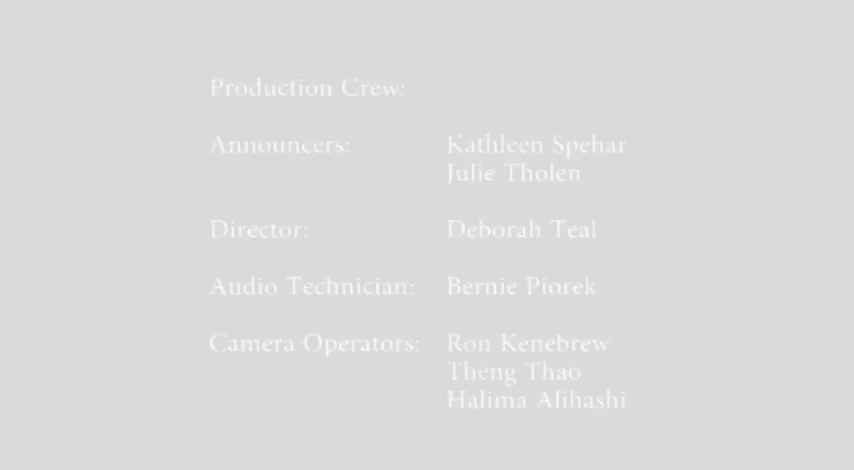 Production Crew:
Announcers: Kathleen Spehar
Julie Tholen
Director: Deborah Teal
Audio Technician: Bernie Piorek
Camera Operators: Ron Kenebrew
Theng Thao
Halima Alihashi